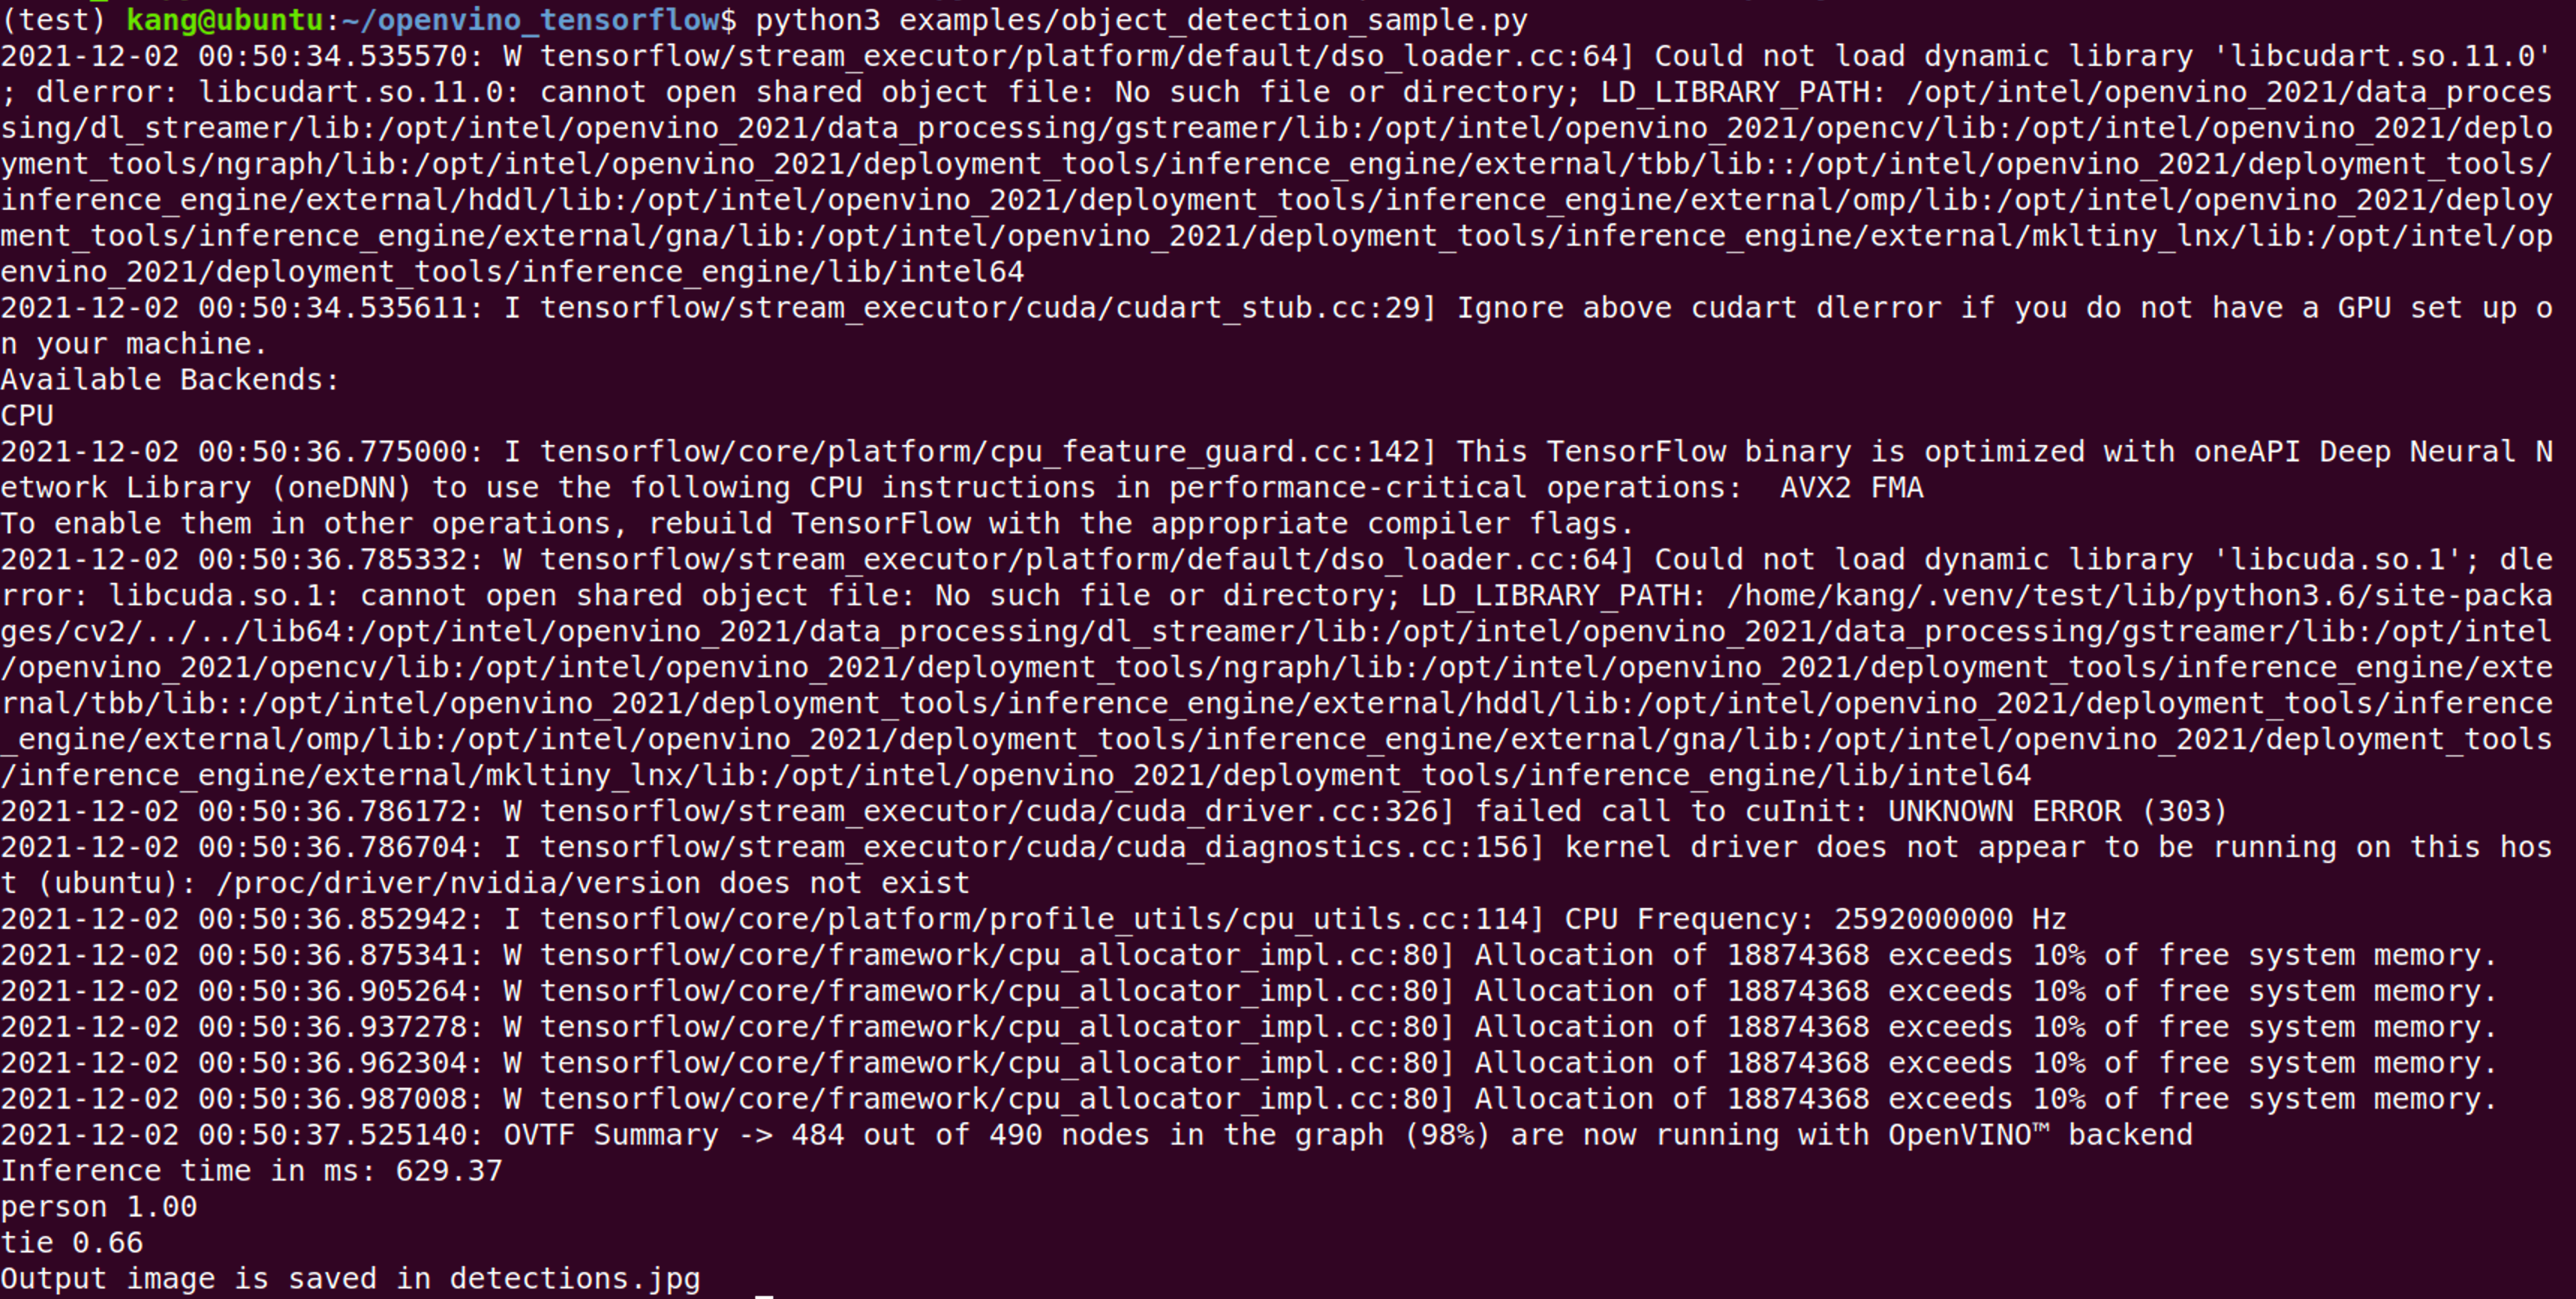 (test) kang@ubuntu:~/openvino_tensorflow$ python3 examples/object_detection_sample.py
2021-12-02 00:50:34.535570: W tensorflow/stream_executor/platform/default/dso_loader.cc:64] Could not load dynamic library 'libcudart.so.11.0'
; dlerror: libcudart.so.11.0: cannot open shared object file: No such file or directory; LD_LIBRARY_PATH: /opt/intel/openvino_2021/data_proces
sing/dl_streamer/lib:/opt/intel/openvino_2021/data_processing/gstreamer/lib:/opt/intel/openvino_2021/opencv/lib:/opt/intel/openvino_2021/deplo
yment_tools/ngraph/lib:/opt/intel/openvino_2021/deployment_tools/inference_engine/external/tbb/lib::/opt/intel/openvino_2021/deployment_tools/
inference_engine/external/hddl/lib:/opt/intel/openvino_2021/deployment_tools/inference_engine/external/omp/lib:/opt/intel/openvino_2021/deploy
ment_tools/inference_engine/external/gna/lib:/opt/intel/openvino_2021/deployment_tools/inference_engine/external/mkltiny_lnx/lib:/opt/intel/op
envino_2021/deployment_tools/inference_engine/lib/intel64
2021-12-02 00:50:34.535611: I tensorflow/stream_executor/cuda/cudart_stub.cc:29] Ignore above cudart dlerror if you do not have a GPU set up o
n your machine.
Available Backends:
CPU
2021-12-02 00:50:36.775000: I tensorflow/core/platform/cpu_feature_guard.cc:142] This TensorFlow binary is optimized with oneAPI Deep Neural N
etwork Library (oneDNN) to use the following CPU instructions in performance-critical operations:  AVX2 FMA
To enable them in other operations, rebuild TensorFlow with the appropriate compiler flags.
2021-12-02 00:50:36.785332: W tensorflow/stream_executor/platform/default/dso_loader.cc:64] Could not load dynamic library 'libcuda.so.1'; dle
rror: libcuda.so.1: cannot open shared object file: No such file or directory; LD_LIBRARY_PATH: /home/kang/.venv/test/lib/python3.6/site-packa
ges/cv2/../../lib64:/opt/intel/openvino_2021/data_processing/dl_streamer/lib:/opt/intel/openvino_2021/data_processing/gstreamer/lib:/opt/intel
/openvino_2021/opencv/lib:/opt/intel/openvino_2021/deployment_tools/ngraph/lib:/opt/intel/openvino_2021/deployment_tools/inference_engine/exte
rnal/tbb/lib::/opt/intel/openvino_2021/deployment_tools/inference_engine/external/hddl/lib:/opt/intel/openvino_2021/deployment_tools/inference
_engine/external/omp/lib:/opt/intel/openvino_2021/deployment_tools/inference_engine/external/gna/lib:/opt/intel/openvino_2021/deployment_tools
/inference_engine/external/mkltiny_lnx/lib:/opt/intel/openvino_2021/deployment_tools/inference_engine/lib/intel64
2021-12-02 00:50:36.786172: W tensorflow/stream_executor/cuda/cuda_driver.cc:326] failed call to cuInit: UNKNOWN ERROR (303)
2021-12-02 00:50:36.786704: I tensorflow/stream_executor/cuda/cuda_diagnostics.cc:156] kernel driver does not appear to be running on this hos
t (ubuntu): /proc/driver/nvidia/version does not exist
2021-12-02 00:50:36.852942: I tensorflow/core/platform/profile_utils/cpu_utils.cc:114] CPU Frequency: 2592000000 Hz
2021-12-02 00:50:36.875341: W tensorflow/core/framework/cpu_allocator_impl.cc:80] Allocation of 18874368 exceeds 10% of free system memory.
2021-12-02 00:50:36.905264: W tensorflow/core/framework/cpu_allocator_impl.cc:80] Allocation of 18874368 exceeds 10% of free system memory.
2021-12-02 00:50:36.937278: W tensorflow/core/framework/cpu_allocator_impl.cc:80] Allocation of 18874368 exceeds 10% of free system memory.
2021-12-02 00:50:36.962304: W tensorflow/core/framework/cpu_allocator_impl.cc:80] Allocation of 18874368 exceeds 10% of free system memory.
2021-12-02 00:50:36.987008: W tensorflow/core/framework/cpu_allocator_impl.cc:80] Allocation of 18874368 exceeds 10% of free system memory.
2021-12-02 00:50:37.525140: OVTF Summary -> 484 out of 490 nodes in the graph (98%) are now running with OpenVINO™ backend
Inference time in ms: 629.37
person 1.00
tie 0.66
Output image is saved in detections.jpg